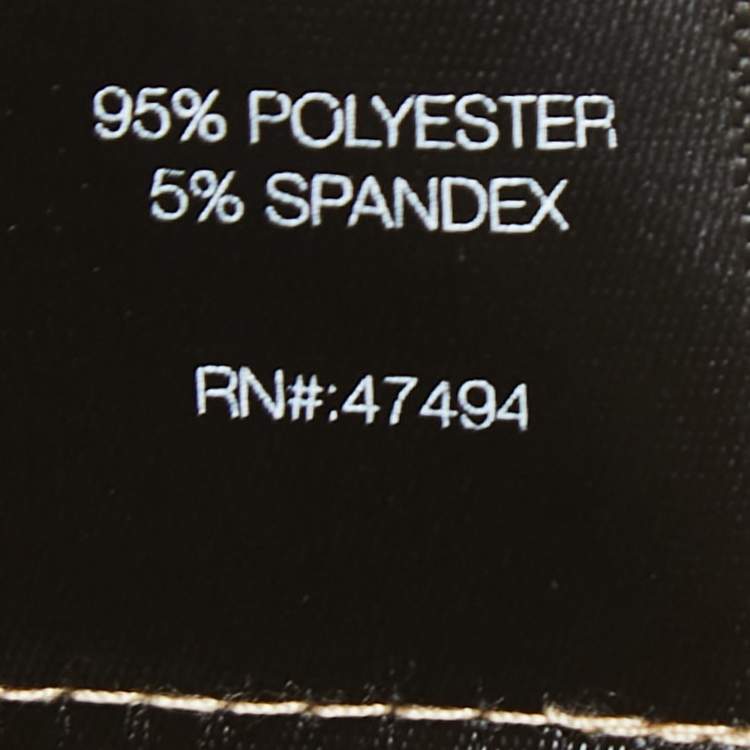 95% POLYESTER
5% SPANDEX
RN#:47494